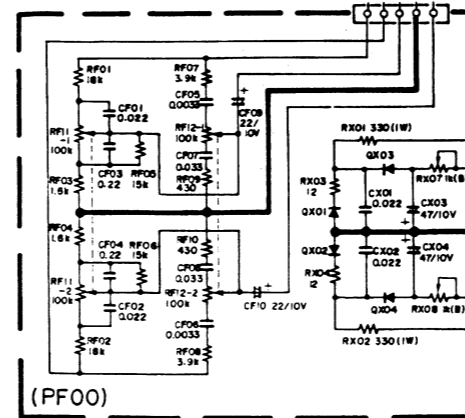 RF01
18k
RF07
3.9k
CF05
0.0033
CF09
22/
10V
CF01
0.022
RF11
-1
100k
RF12-
100k
CF03
0.22
RF05
15k
CF07
0.033
RF09
430
RF03
1.6k
RF04
1.6k
RF10
430
CF04
0.22
RF06
15k
CF08
0.033
RF11
-2
100k
RF12-2
100k
CF10 22/10V
CF02
0.022
CF06
0.0033
RF02
18k
RF08
3.9k
(PF00)
RX01 330(1W)
QX03
RX03
12
RX07 1k(B)
CX01
0.022
CX03
47/10V
QX01
QX02
CX02
0.022
CX04
47/10V
RX04
12
QX04
RX08 1k(B)
RX02 330(1W)